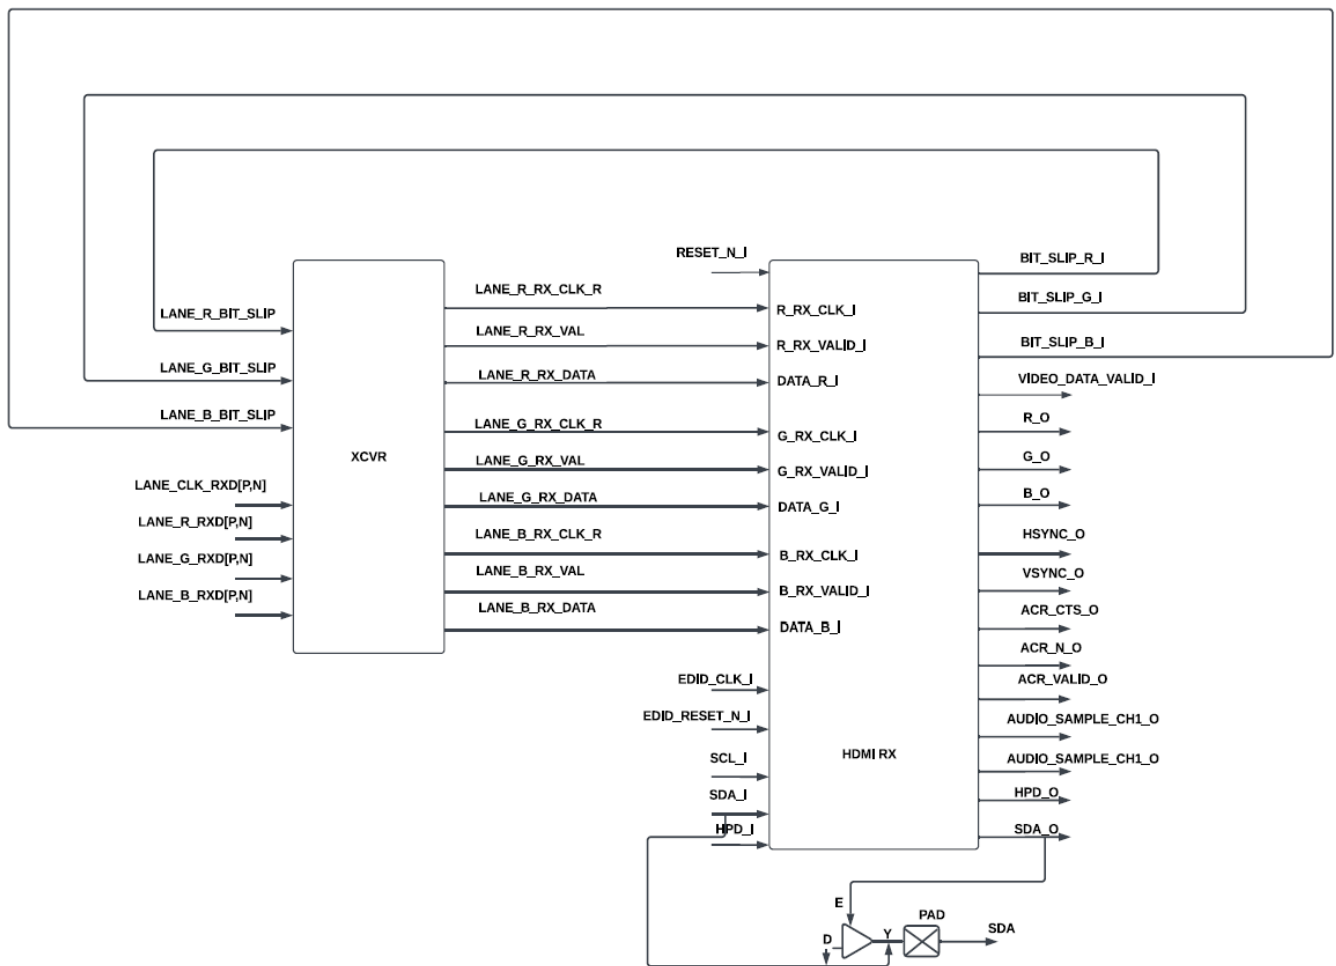 RESET_N_I
BIT_SLIP_R_I
LANE_R_RX_CLK_R
BIT_SLIP_G_I
LANE_R_BIT_SLIP
R_RX_CLK_I
LANE_R_RX_VAL
BIT_SLIP_B_I
R_RX_VALID_I
LANE_G_BIT_SLIP
LANE_R_RX_DATA
DATA_R_I
VIDEO_DATA_VALID_I
LANE_B_BIT_SLIP
LANE_G_RX_CLK_R
R_O
G_RX_CLK_I
XCVR
LANE_G_RX_VAL
G_O
G_RX_VALID_I
LANE_CLK_RXD[P,N]
LANE_G_RX_DATA
B_O
DATA_G_I
LANE_R_RXD[P,N]
LANE_B_RX_CLK_R
HSYNC_O
B_RX_CLK_I
LANE_G_RXD[P,N]
LANE_B_RX_VAL
VSYNC_O
B_RX_VALID_I
LANE_B_RXD[P,N]
LANE_B_RX_DATA
ACR_CTS_O
DATA_B_I
ACR_N_O
EDID_CLK_I
ACR_VALID_O
EDID_RESET_N_I
AUDIO_SAMPLE_CH1_O
HDMI RX
SCL_I
AUDIO_SAMPLE_CH1_O
SDA_I
HPD_O
HPD_I
SDA_O
E
PAD
D
Y
SDA